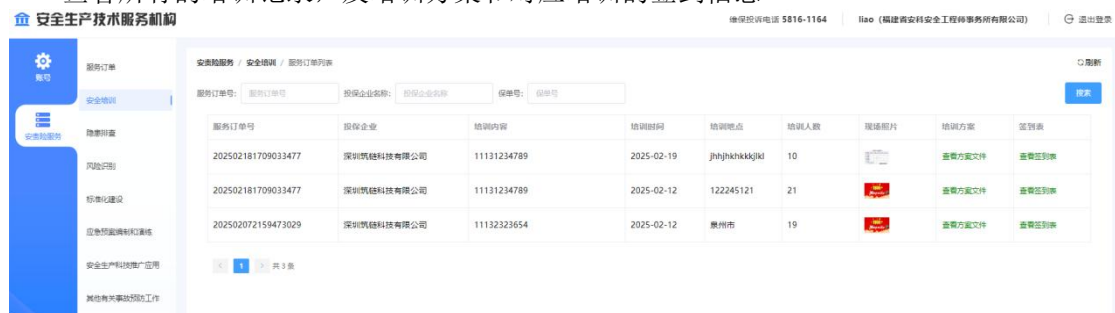 查看所有的培训记录，及培训方案和对应培训的签到信息
安全生产技术服务机构
维保投诉电话 5816-1164
liao（福建省安科安全工程师事务所有限公司）
退出登录
账号
安责险服务
服务订单
安全培训
隐患排查
风险识别
标准化建设
应急预案编制和演练
安全生产科技推广应用
其他有关事故预防工作
安责险服务 / 安全培训 / 服务订单列表
刷新
服务订单号: 服务订单号 投保企业名称: 投保企业名称 保单号: 保单号 搜索
服务订单号 投保企业 培训内容 培训时间 培训地点 培训人数 现场照片 培训方案 签到表
202502181709033477 深圳筑链科技有限公司 11131234789 2025-02-19 jhhjhkhkkkjlkl 10 查看方案文件 查看签到表
202502181709033477 深圳筑链科技有限公司 11131234789 2025-02-12 122245121 21 查看方案文件 查看签到表
202502072159473029 深圳筑链科技有限公司 11132323654 2025-02-12 泉州市 19 查看方案文件 查看签到表
< 1 > 共 3 条